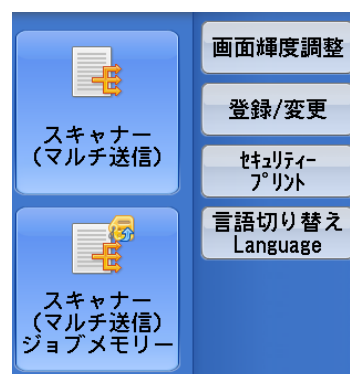 スキャナー
（マルチ送信）
スキャナー
（マルチ送信）
ジョブメモリー
画面輝度調整
登録/変更
ｾｷｭﾘﾃｨｰ
ﾌﾟﾘﾝﾄ
言語切り替え
Language